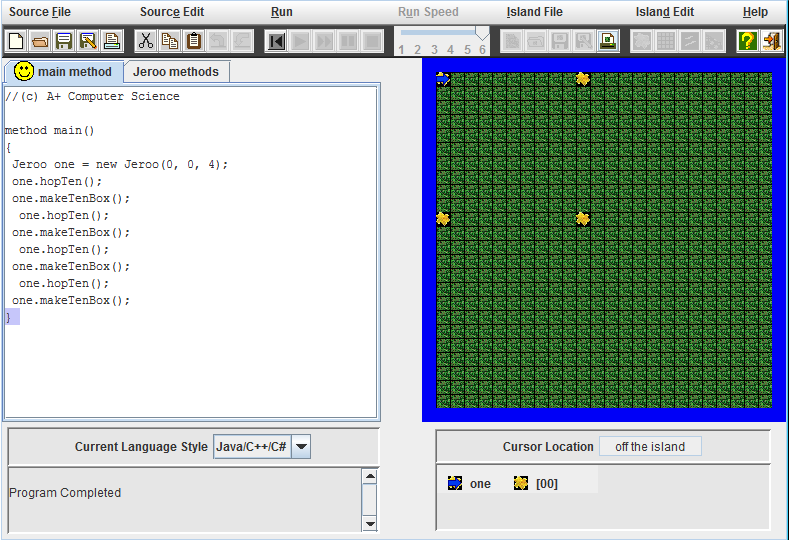 Source File Source Edit Run Run Speed Island File Island Edit Help
1 2 3 4 5 6
main method Jeroo methods
//(c) A+ Computer Science
method main()
{
Jeroo one = new Jeroo(0, 0, 4);
one.hopTen();
one.makeTenBox();
one.hopTen();
one.makeTenBox();
one.hopTen();
one.makeTenBox();
one.hopTen();
one.makeTenBox();
}
Current Language Style Java/C++/C#
Program Completed
Cursor Location off the island
one [00]